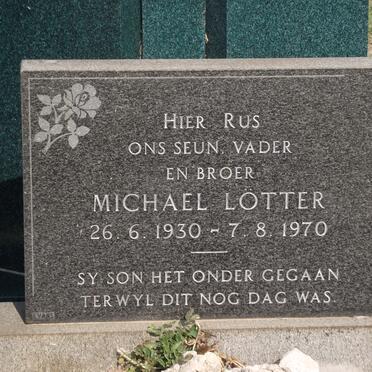 HIER RUS
ONS SEUN, VADER
EN BROER
MICHAEL LÖTTER
26. 6. 1930 ~ 7. 8. 1970
SY SON HET ONDER GEGAAN
TERWYL DIT NOG DAG WAS